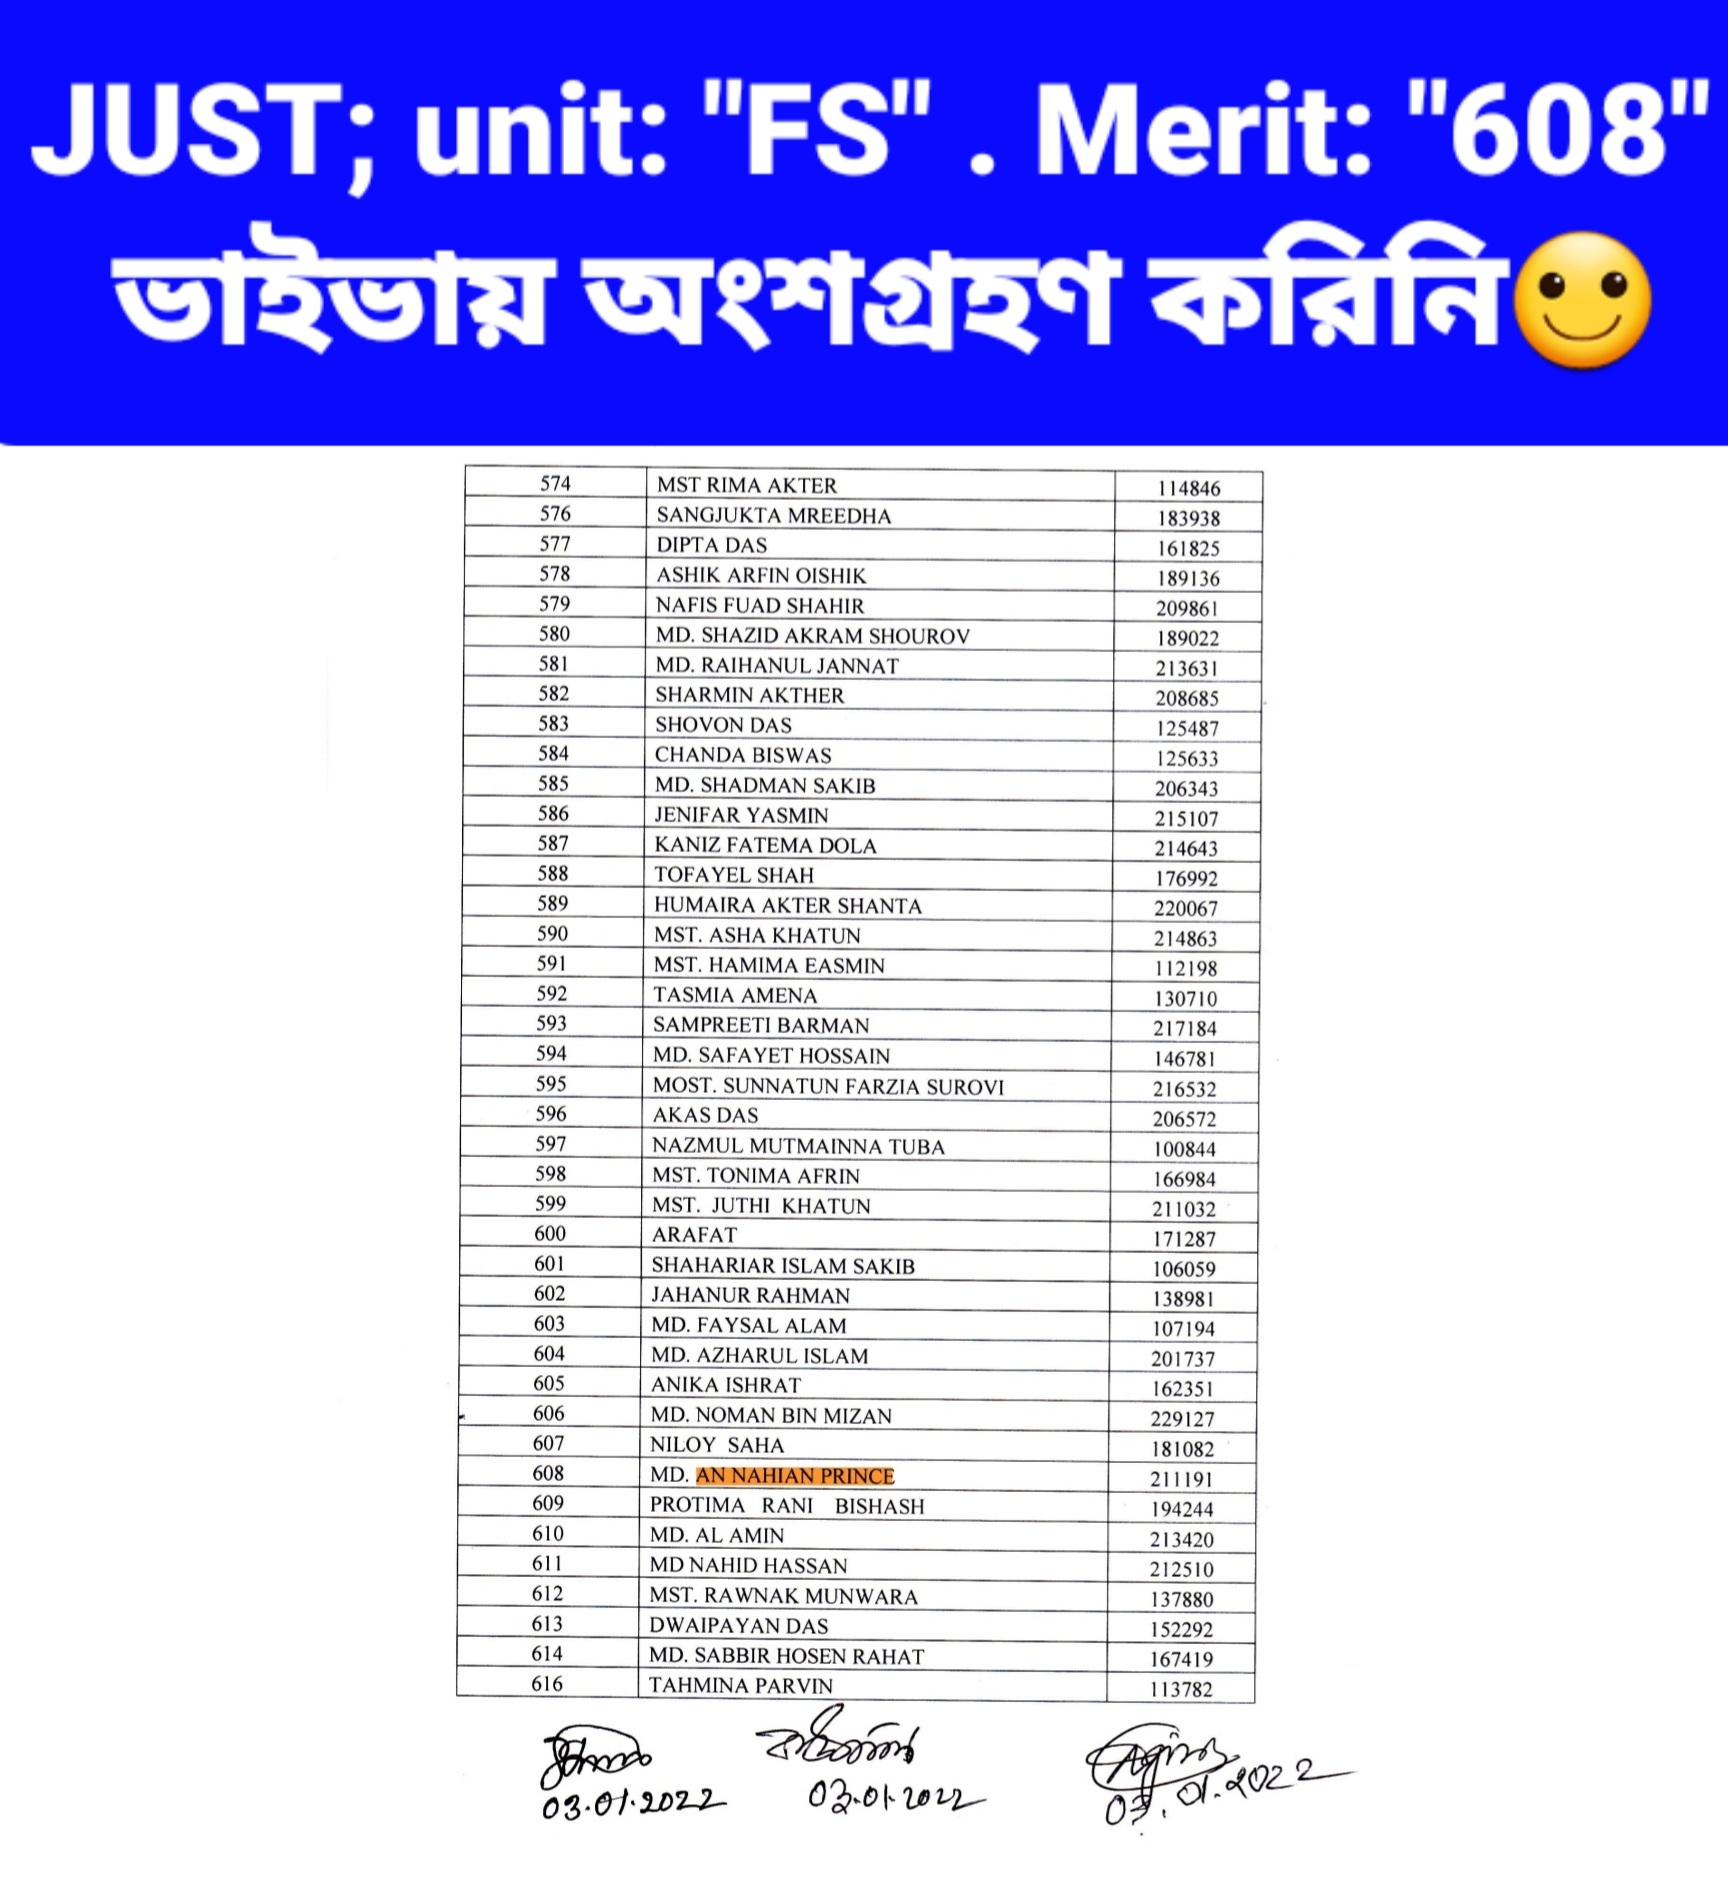 JUST; unit: "FS" . Merit: "608"
ভাইভায় অংশগ্রহণ করিনি🙂
574 MST RIMA AKTER 114846
576 SANGJUKTA MREEDHA 183938
577 DIPTA DAS 161825
578 ASHIK ARFIN OISHIK 189136
579 NAFIS FUAD SHAHIR 209861
580 MD. SHAZID AKRAM SHOUROV 189022
581 MD. RAIHANUL JANNAT 213631
582 SHARMIN AKTHER 208685
583 SHOVON DAS 125487
584 CHANDA BISWAS 125633
585 MD. SHADMAN SAKIB 206343
586 JENIFAR YASMIN 215107
587 KANIZ FATEMA DOLA 214643
588 TOFAYEL SHAH 176992
589 HUMAIRA AKTER SHANTA 220067
590 MST. ASHA KHATUN 214863
591 MST. HAMIMA EASMIN 112198
592 TASMIA AMENA 130710
593 SAMPREETI BARMAN 217184
594 MD. SAFAYET HOSSAIN 146781
595 MOST. SUNNATUN FARZIA SUROVI 216532
596 AKAS DAS 206572
597 NAZMUL MUTMAINNA TUBA 100844
598 MST. TONIMA AFRIN 166984
599 MST. JUTHI KHATUN 211032
600 ARAFAT 171287
601 SHAHARIAR ISLAM SAKIB 106059
602 JAHANUR RAHMAN 138981
603 MD. FAYSAL ALAM 107194
604 MD. AZHARUL ISLAM 201737
605 ANIKA ISHRAT 162351
606 MD. NOMAN BIN MIZAN 229127
607 NILOY SAHA 181082
608 MD. AN NAHIAN PRINCE 211191
609 PROTIMA RANI BISHASH 194244
610 MD. AL AMIN 213420
611 MD NAHID HASSAN 212510
612 MST. RAWNAK MUNWARA 137880
613 DWAIPAYAN DAS 152292
614 MD. SABBIR HOSEN RAHAT 167419
616 TAHMINA PARVIN 113782
03.01.2022 03.01.2022 03.01.2022